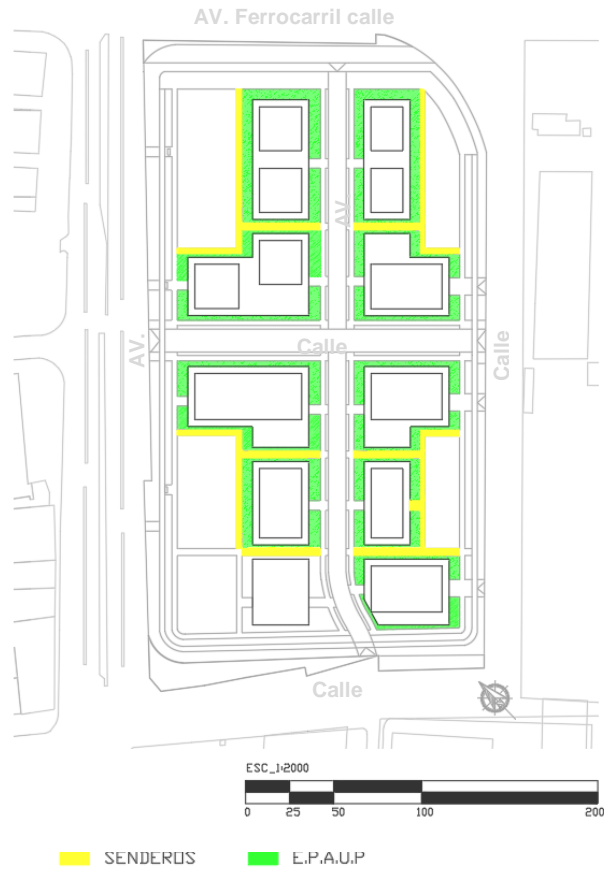 AV. Ferrocarril calle
AV.
Calle
AV.
Calle
Calle
ESC_1:2000
0 25 50 100 200
SENDEROS E.P.A.U.P